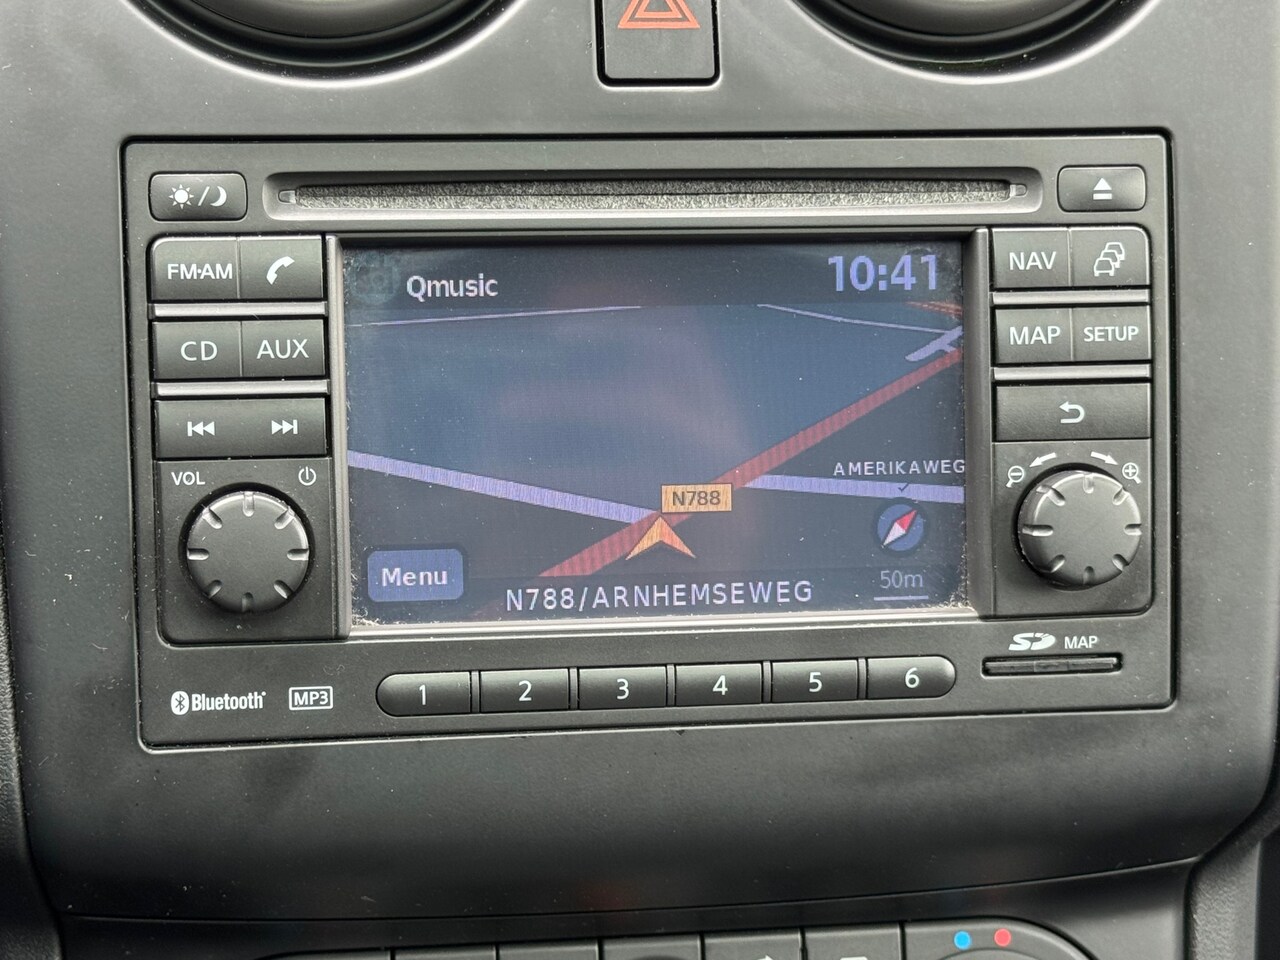 FM·AM
CD AUX
VOL
Qmusic 10:41
AMERIKAWEG
N788
Menu
N788/ARNHEMSEWEG
50m
NAV
MAP SETUP
SD MAP
Bluetooth MP3
1 2 3 4 5 6